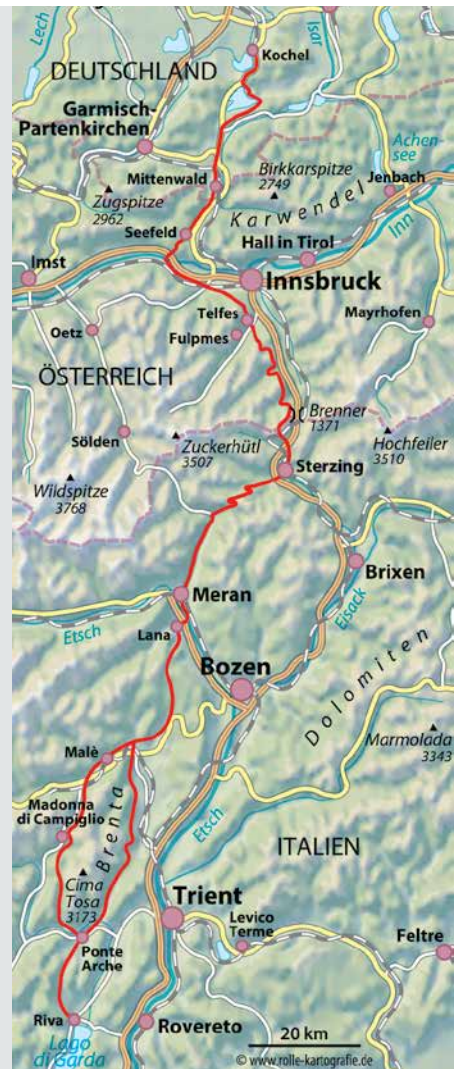 Lech
Isar
Kochel
DEUTSCHLAND
Garmisch-
Partenkirchen
Achen-
see
Mittenwald
Birkkarspitze
2749
Jenbach
Zugspitze
2962
Karwendel
Seefeld
Hall in Tirol
Inn
Imst
Innsbruck
Telfes
Mayrhofen
Oetz
Fulpmes
ÖSTERREICH
Brenner
1371
Sölden
Zuckerhütl
3507
Hochfeiler
3510
Sterzing
Wildspitze
3768
Brixen
Meran
Eisack
Etsch
Lana
Bozen
Dolomiten
Marmolada
3343
Malè
Etsch
Madonna
di Campiglio
Brenta
ITALIEN
Cima
Tosa
3173
Trient
Levico
Terme
Feltre
Ponte
Arche
Riva
Rovereto
Lago
di Garda
20 km
© www.rolle-kartografie.de